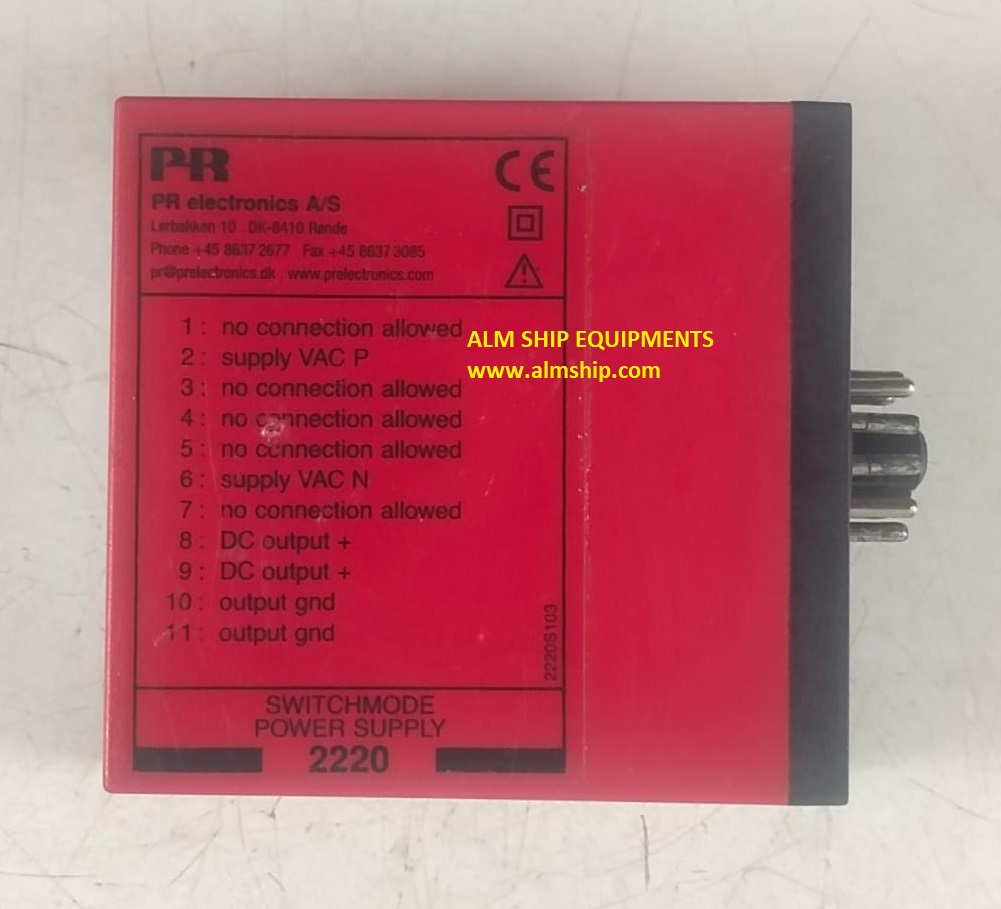 PR
CE
PR electronics A/S
Lerbakken 10 . DK-8410 Rønde
Phone +45 8637 2677 . Fax +45 8637 3085
pr@prelectronics.dk www.prelectronics.com
1 : no connection allowed
2 : supply VAC P
3 : no connection allowed
4 : no connection allowed
5 : no connection allowed
6 : supply VAC N
7 : no connection allowed
8 : DC output +
9 : DC output +
10 : output gnd
11 : output gnd
ALM SHIP EQUIPMENTS
www.almship.com
2220S103
SWITCHMODE
POWER SUPPLY
2220